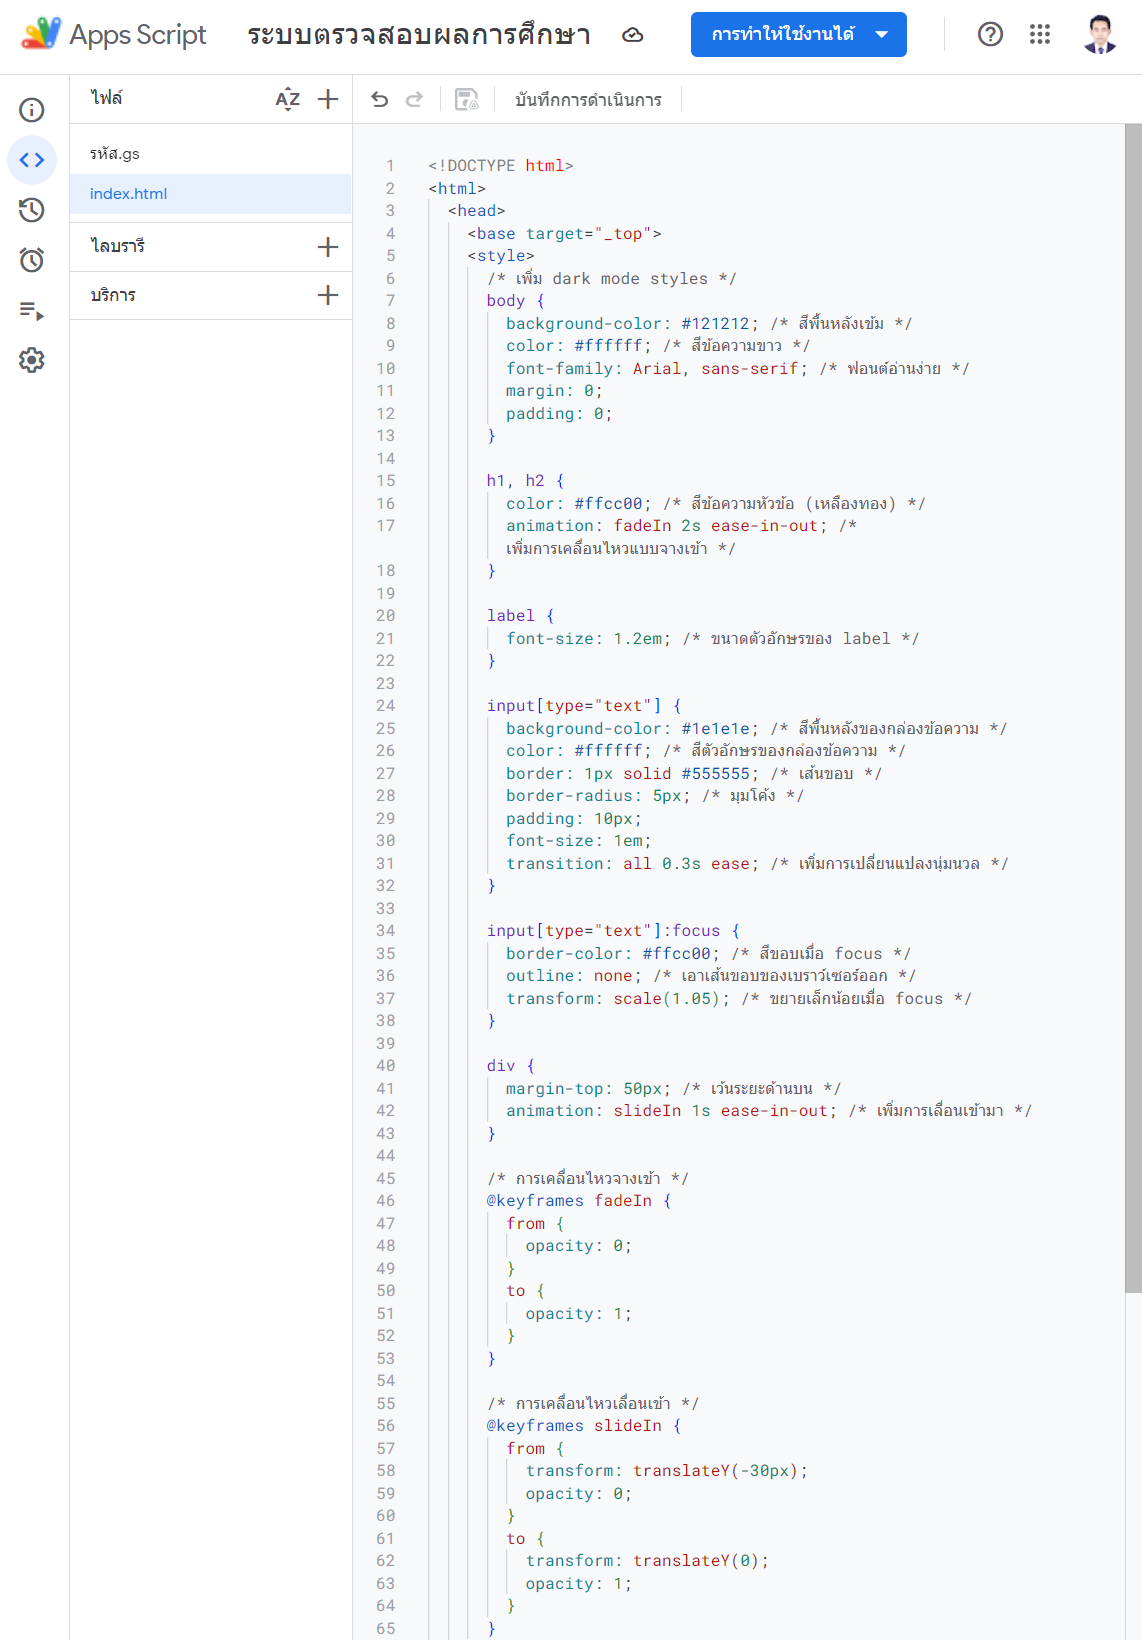 Apps Script
ระบบตรวจสอบผลการศึกษา
การทำให้ใช้งานได้
ไฟล์
AZ
บันทึกการดำเนินการ
รหัส.gs
index.html
ไลบรารี
บริการ
1 <!DOCTYPE html>
2 <html>
3 <head>
4 <base target="_top">
5 <style>
6 /* เพิ่ม dark mode styles */
7 body {
8 background-color: #121212; /* สีพื้นหลังเข้ม */
9 color: #ffffff; /* สีข้อความขาว */
10 font-family: Arial, sans-serif; /* ฟอนต์อ่านง่าย */
11 margin: 0;
12 padding: 0;
13 }
14
15 h1, h2 {
16 color: #ffcc00; /* สีข้อความหัวข้อ (เหลืองทอง) */
17 animation: fadeIn 2s ease-in-out; /*
เพิ่มการเคลื่อนไหวแบบจางเข้า */
18 }
19
20 label {
21 font-size: 1.2em; /* ขนาดตัวอักษรของ label */
22 }
23
24 input[type="text"] {
25 background-color: #1e1e1e; /* สีพื้นหลังของกล่องข้อความ */
26 color: #ffffff; /* สีตัวอักษรของกล่องข้อความ */
27 border: 1px solid #555555; /* เส้นขอบ */
28 border-radius: 5px; /* มุมโค้ง */
29 padding: 10px;
30 font-size: 1em;
31 transition: all 0.3s ease; /* เพิ่มการเปลี่ยนแปลงนุ่มนวล */
32 }
33
34 input[type="text"]:focus {
35 border-color: #ffcc00; /* สีขอบเมื่อ focus */
36 outline: none; /* เอาเส้นขอบของเบราว์เซอร์ออก */
37 transform: scale(1.05); /* ขยายเล็กน้อยเมื่อ focus */
38 }
39
40 div {
41 margin-top: 50px; /* เว้นระยะด้านบน */
42 animation: slideIn 1s ease-in-out; /* เพิ่มการเลื่อนเข้ามา */
43 }
44
45 /* การเคลื่อนไหวจางเข้า */
46 @keyframes fadeIn {
47 from {
48 opacity: 0;
49 }
50 to {
51 opacity: 1;
52 }
53 }
54
55 /* การเคลื่อนไหวเลื่อนเข้า */
56 @keyframes slideIn {
57 from {
58 transform: translateY(-30px);
59 opacity: 0;
60 }
61 to {
62 transform: translateY(0);
63 opacity: 1;
64 }
65 }